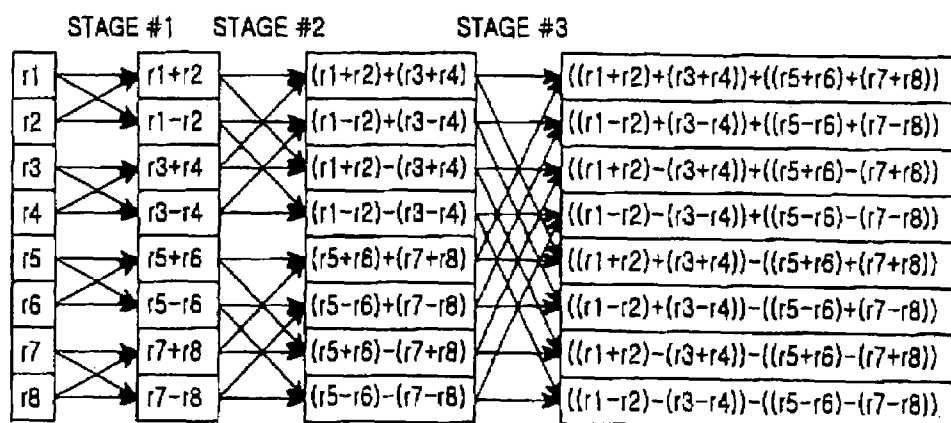 STAGE #1 STAGE #2 STAGE #3
r1 r1+r2 (r1+r2)+(r3+r4) ((r1+r2)+(r3+r4))+((r5+r6)+(r7+r8))
r2 r1-r2 (r1-r2)+(r3-r4) ((r1-r2)+(r3-r4))+((r5-r6)+(r7-r8))
r3 r3+r4 (r1+r2)-(r3+r4) ((r1+r2)-(r3+r4))+((r5+r6)-(r7+r8))
r4 r3-r4 (r1-r2)-(r3-r4) ((r1-r2)-(r3-r4))+((r5-r6)-(r7-r8))
r5 r5+r6 (r5+r6)+(r7+r8) ((r1+r2)+(r3+r4))-((r5+r6)+(r7+r8))
r6 r5-r6 (r5-r6)+(r7-r8) ((r1-r2)+(r3-r4))-((r5-r6)+(r7-r8))
r7 r7+r8 (r5+r6)-(r7+r8) ((r1+r2)-(r3+r4))-((r5+r6)-(r7+r8))
r8 r7-r8 (r5-r6)-(r7-r8) ((r1-r2)-(r3-r4))-((r5-r6)-(r7-r8))